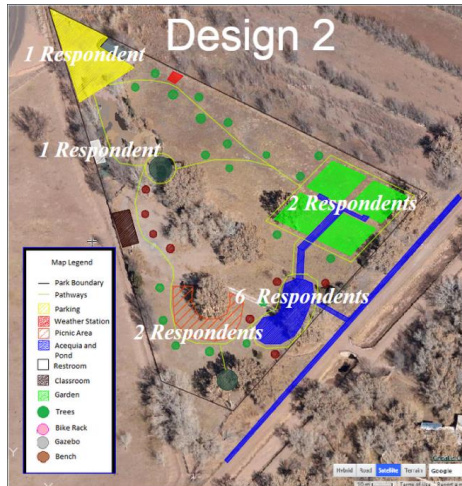 Design 2
1 Respondent
1 Respondent
2 Respondents
6 Respondents
2 Respondents
Map Legend
Park Boundary
Pathways
Parking
Weather Station
Picnic Area
Acequia and
Pond
Restroom
Classroom
Garden
Trees
Bike Rack
Gazebo
Bench
Hybrid Road Satellite Terrain Google